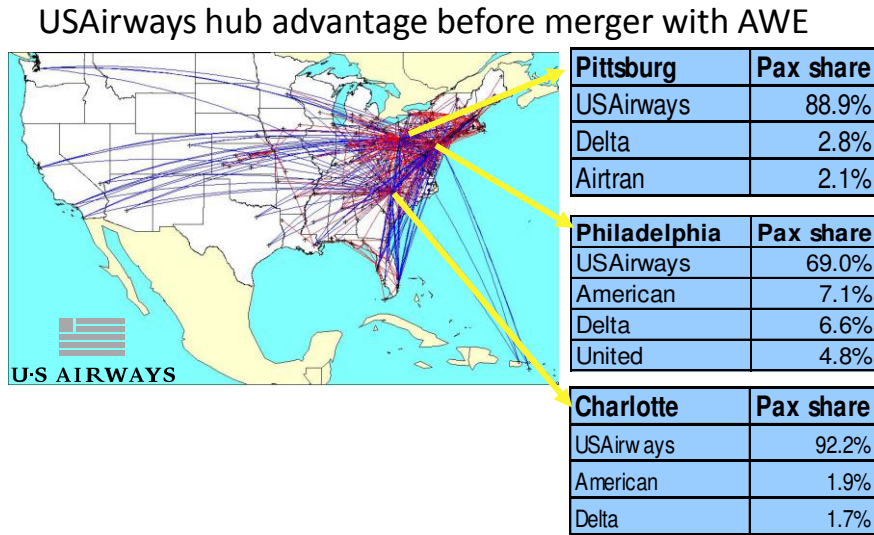 USAirways hub advantage before merger with AWE
Pittsburg Pax share
USAirways 88.9%
Delta 2.8%
Airtran 2.1%
Philadelphia Pax share
USAirways 69.0%
American 7.1%
Delta 6.6%
United 4.8%
U·S AIRWAYS
Charlotte Pax share
USAirways 92.2%
American 1.9%
Delta 1.7%